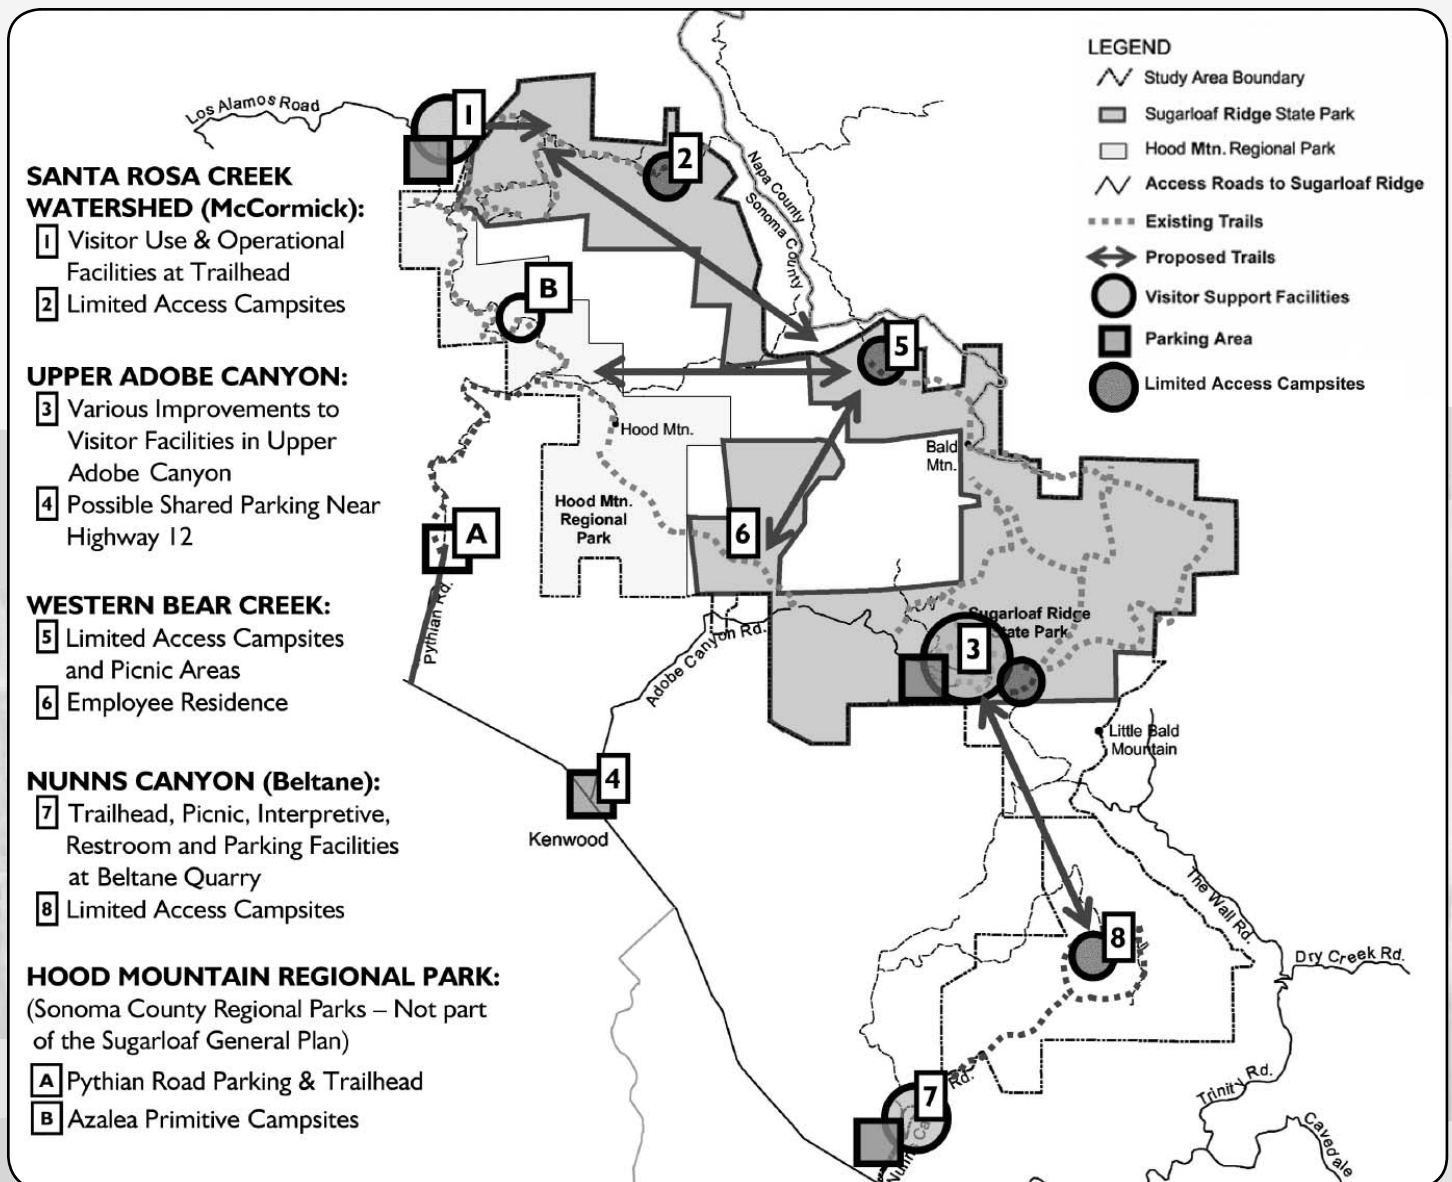 LEGEND
Study Area Boundary
Sugarloaf Ridge State Park
Hood Mtn. Regional Park
Access Roads to Sugarloaf Ridge
Existing Trails
Proposed Trails
Visitor Support Facilities
Parking Area
Limited Access Campsites
SANTA ROSA CREEK
WATERSHED (McCormick):
1 Visitor Use & Operational
Facilities at Trailhead
2 Limited Access Campsites
UPPER ADOBE CANYON:
3 Various Improvements to
Visitor Facilities in Upper
Adobe Canyon
4 Possible Shared Parking Near
Highway 12
WESTERN BEAR CREEK:
5 Limited Access Campsites
and Picnic Areas
6 Employee Residence
NUNNS CANYON (Beltane):
7 Trailhead, Picnic, Interpretive,
Restroom and Parking Facilities
at Beltane Quarry
8 Limited Access Campsites
HOOD MOUNTAIN REGIONAL PARK:
(Sonoma County Regional Parks – Not part
of the Sugarloaf General Plan)
A Pythian Road Parking & Trailhead
B Azalea Primitive Campsites
Los Alamos Road
1
2
Napa County
Sonoma County
B
5
Hood Mtn.
Bald
Mtn.
Hood Mtn.
Regional
Park
6
A
Pythian Rd.
Adobe Canyon Rd.
Sugarloaf Ridge
State Park
3
Little Bald
Mountain
4
Kenwood
The Wall Rd.
8
Dry Creek Rd.
7
Rd.
Trinity Rd.
Cavedale